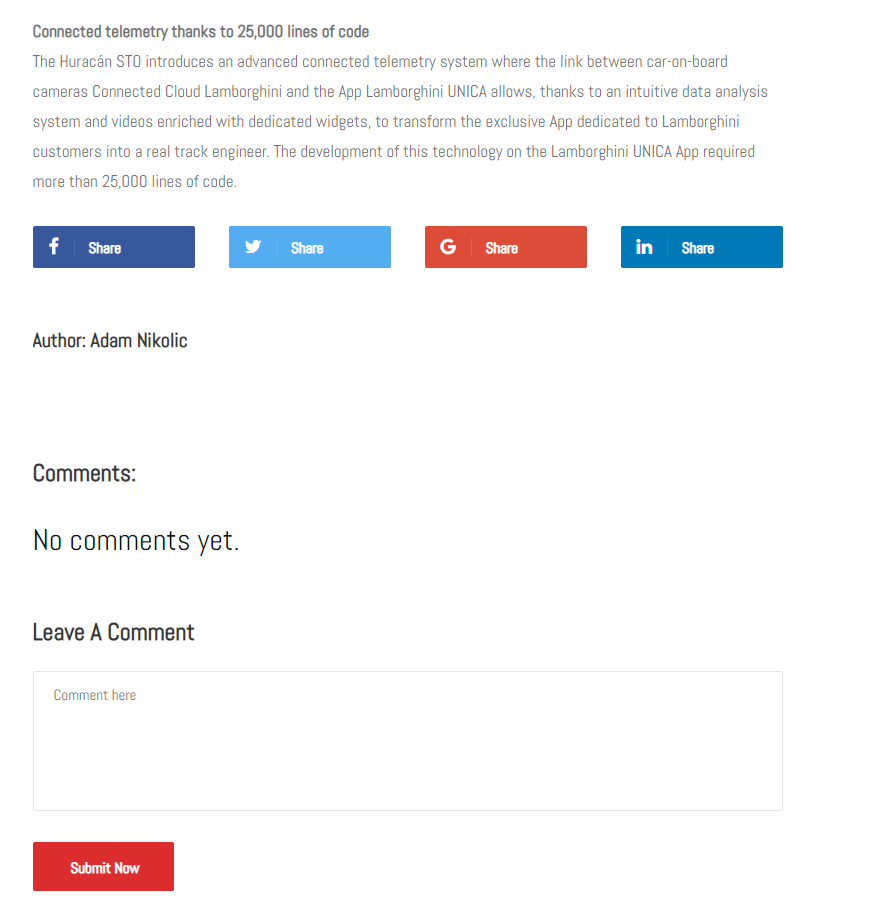 Connected telemetry thanks to 25,000 lines of code
The Huracán STO introduces an advanced connected telemetry system where the link between car-on-board
cameras Connected Cloud Lamborghini and the App Lamborghini UNICA allows, thanks to an intuitive data analysis
system and videos enriched with dedicated widgets, to transform the exclusive App dedicated to Lamborghini
customers into a real track engineer. The development of this technology on the Lamborghini UNICA App required
more than 25,000 lines of code.
Share Share Share Share
Author: Adam Nikolic
Comments:
No comments yet.
Leave A Comment
Comment here
Submit Now